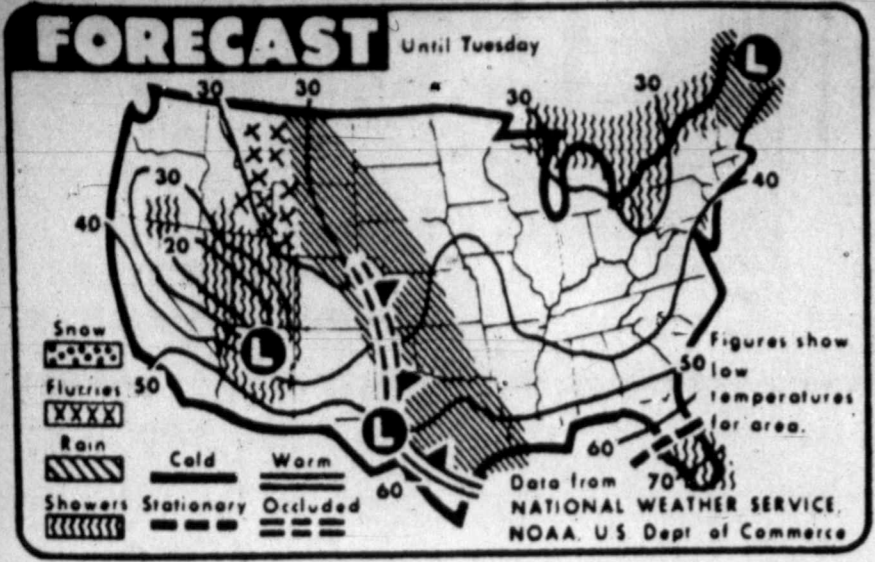 FORECAST
Until Tuesday
30
30
30
30
30
40
40
20
L
L
L
50
50
60
60
70
Figures show
low
temperatures
for area.
Snow
Flurries
Rain
Showers
Cold
Warm
Stationary
Occluded
Data from
NATIONAL WEATHER SERVICE,
NOAA, U.S. Dept of Commerce